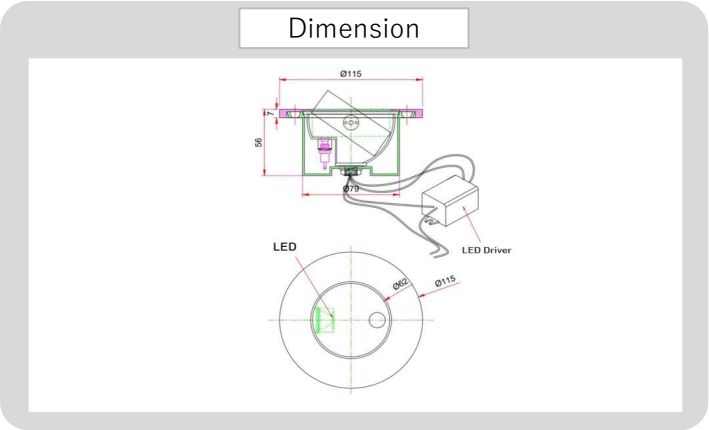 Dimension
Ø115
7
56
Ø79
LED Driver
LED
Ø62
Ø115